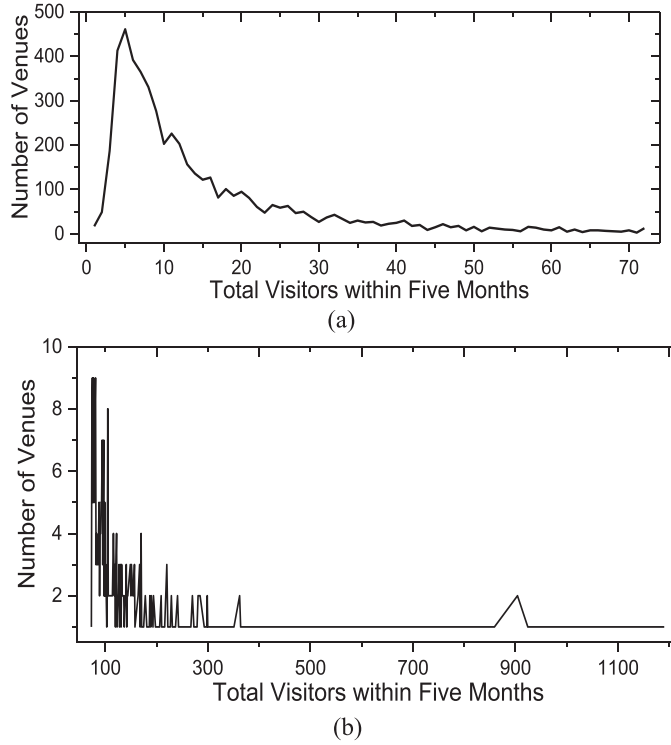 500
400
300
200
100
0
Number of Venues
0 10 20 30 40 50 60 70
Total Visitors within Five Months
(a)
10
8
6
4
2
Number of Venues
100 300 500 700 900 1100
Total Visitors within Five Months
(b)